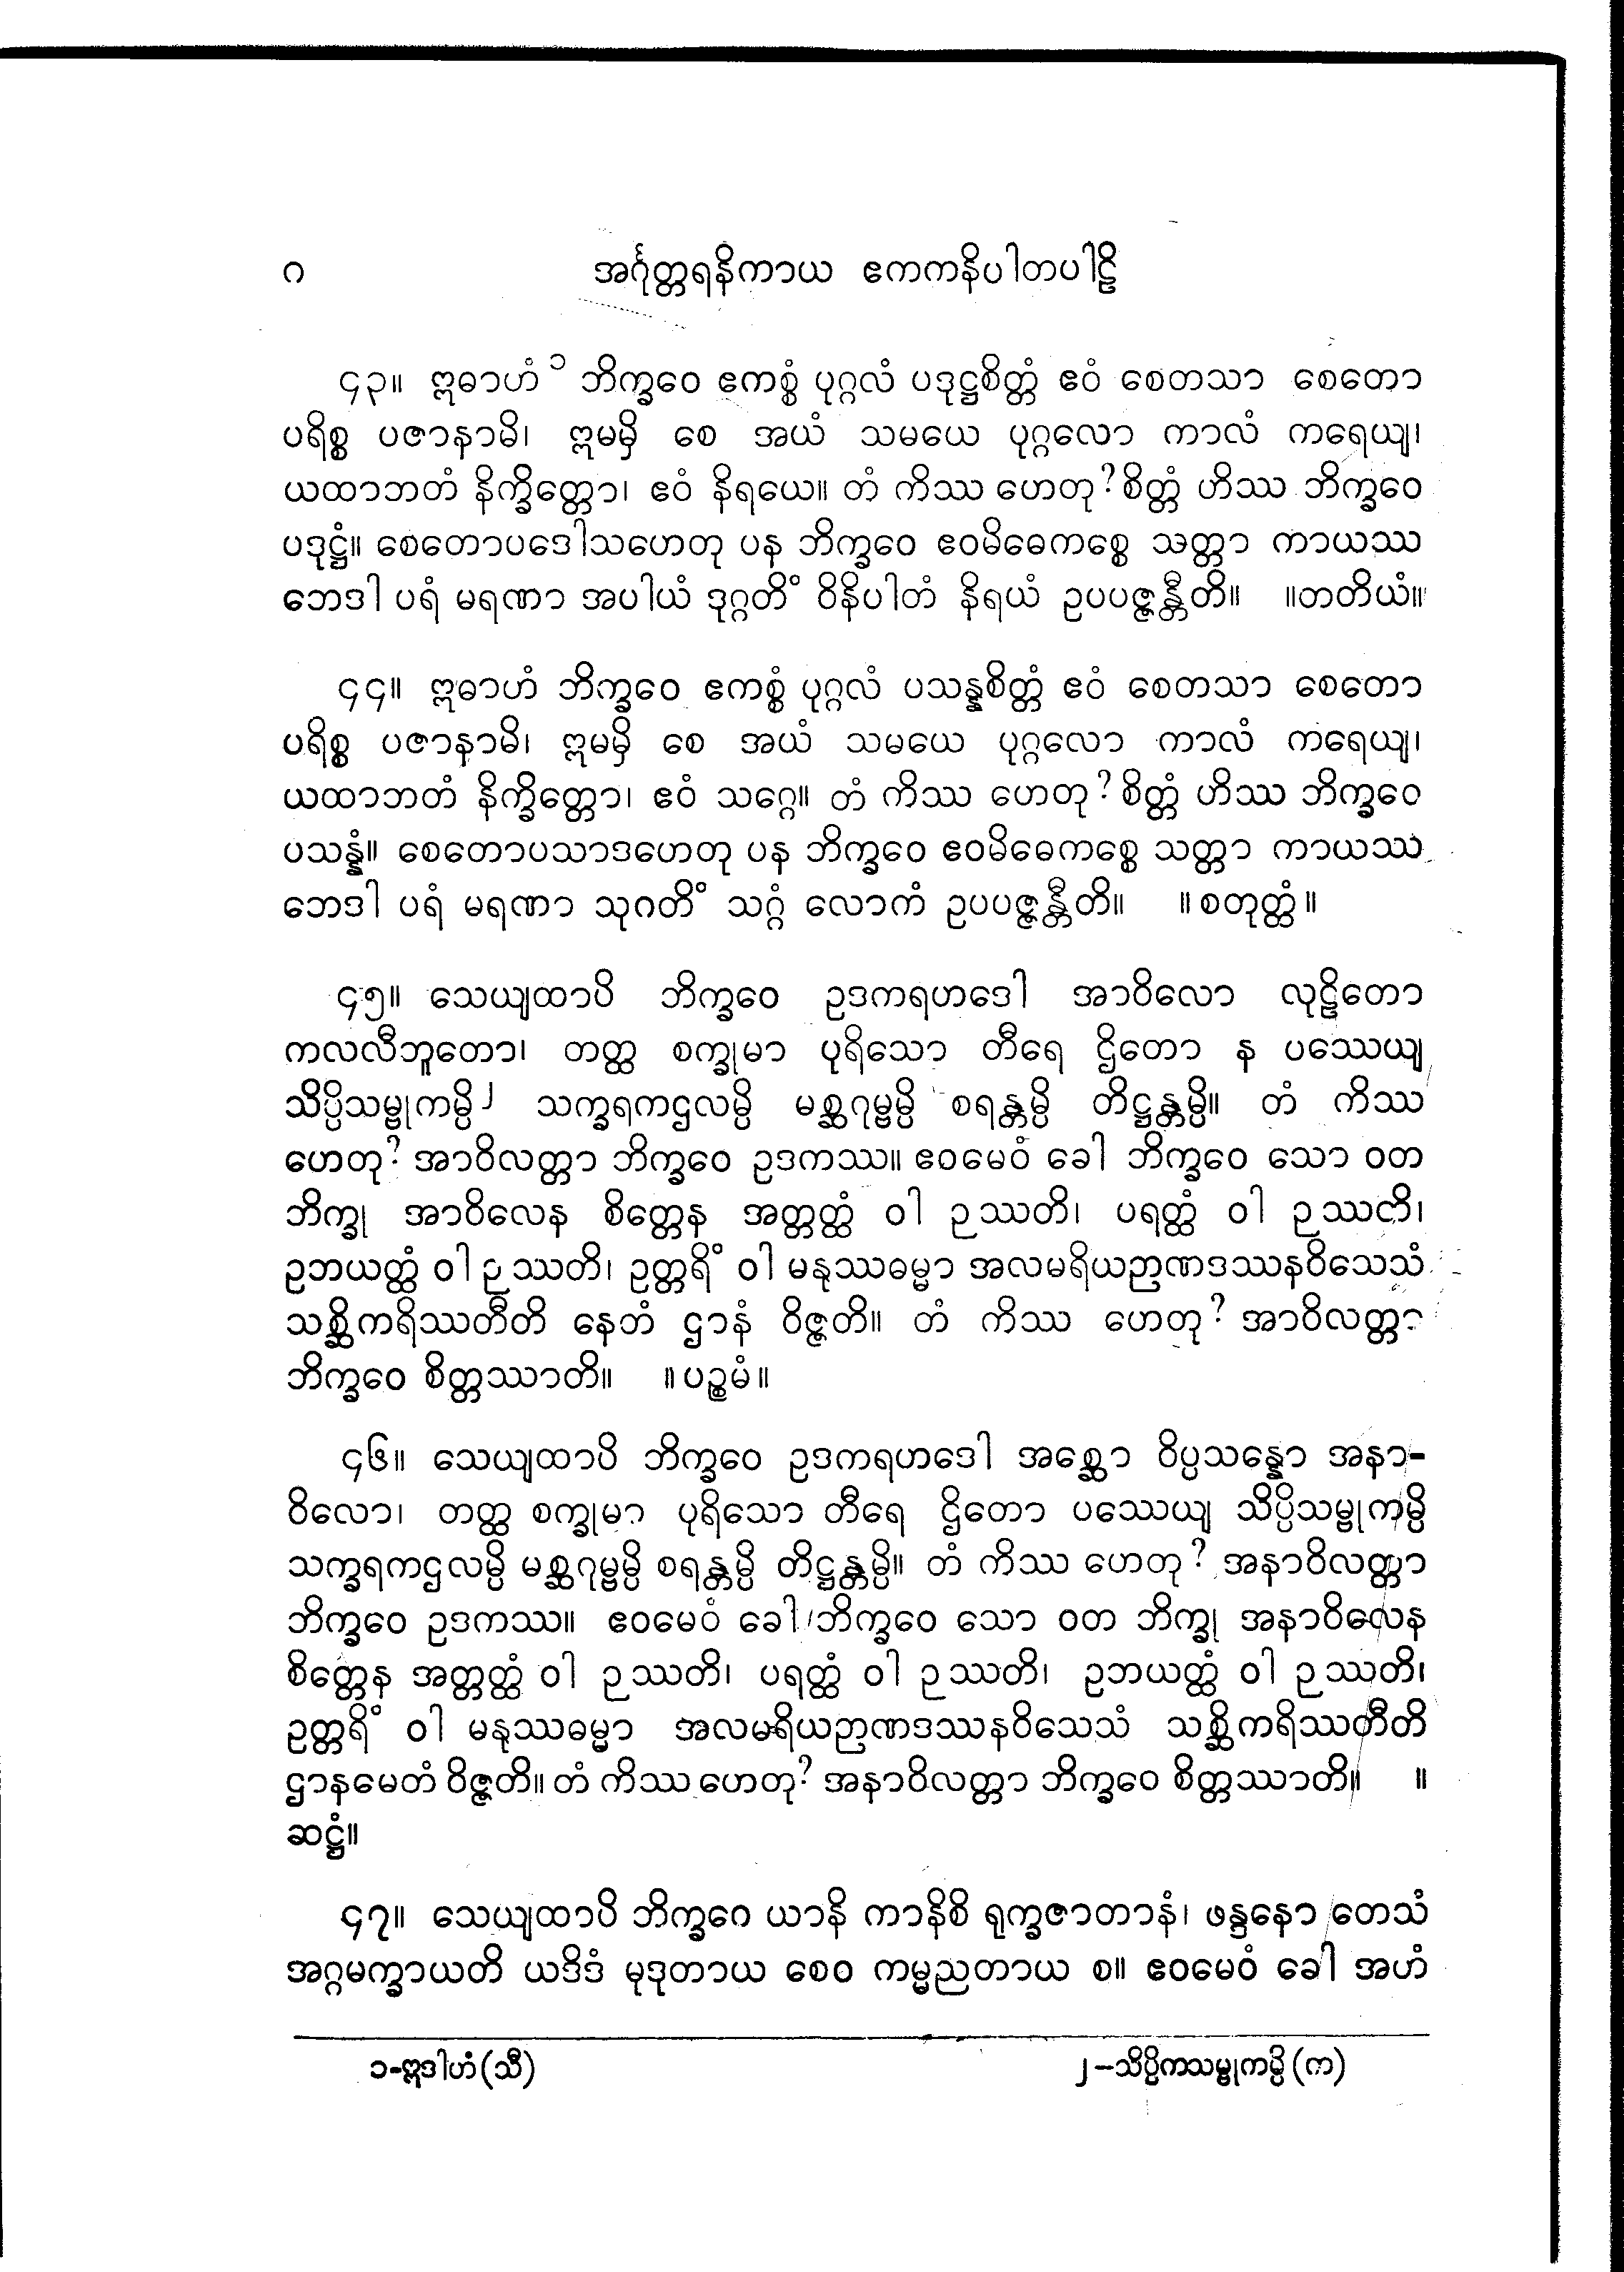 ဂ အင်္ဂုတ္တရနိကာယ ဧကကနိပါတပါဠိ
၄၃။ ဣဓာဟံ ၁ ဘိက္ခဝေ ဧကစ္စံ ပုဂ္ဂလံ ပဒုဋ္ဌစိတ္တံ ဧဝံ စေတသာ စေတော
ပရိစ္စ ပဇာနာမိ၊ ဣမမှိ စေ အယံ သမယေ ပုဂ္ဂလော ကာလံ ကရေယျ၊
ယထာဘတံ နိက္ခိတ္တော၊ ဧဝံ နိရယေ။ တံ ကိဿ ဟေတု? စိတ္တံ ဟိဿ ဘိက္ခဝေ
ပဒုဋ္ဌံ။ စေတောပဒေါသဟေတု ပန ဘိက္ခဝေ ဧဝမိဓေကစ္စေ သတ္တာ ကာယဿ
ဘေဒါ ပရံ မရဏာ အပါယံ ဒုဂ္ဂတိံ ဝိနိပါတံ နိရယံ ဥပပဇ္ဇန္တီတိ။ ။တတိယံ။
၄၄။ ဣဓာဟံ ဘိက္ခဝေ ဧကစ္စံ ပုဂ္ဂလံ ပသန္နစိတ္တံ ဧဝံ စေတသာ စေတော
ပရိစ္စ ပဇာနာမိ၊ ဣမမှိ စေ အယံ သမယေ ပုဂ္ဂလော ကာလံ ကရေယျ၊
ယထာဘတံ နိက္ခိတ္တော၊ ဧဝံ သဂ္ဂေ။ တံ ကိဿ ဟေတု? စိတ္တံ ဟိဿ ဘိက္ခဝေ
ပသန္နံ။ စေတောပသာဒဟေတု ပန ဘိက္ခဝေ ဧဝမိဓေကစ္စေ သတ္တာ ကာယဿ
ဘေဒါ ပရံ မရဏာ သုဂတိံ သဂ္ဂံ လောကံ ဥပပဇ္ဇန္တီတိ။ ။စတုတ္ထံ။
၄၅။ သေယျထာပိ ဘိက္ခဝေ ဥဒကရဟဒေါ အာဝိလော လုဠိတော
ကလလီဘူတော၊ တတ္ထ စက္ခုမာ ပုရိသော တီရေ ဌိတော န ပဿေယျ
သိပ္ပိသမ္ဗုကမ္ပိ ၂ သက္ခရကဌလမ္ပိ မစ္ဆဂုမ္ဗမ္ပိ စရန္တမ္ပိ တိဋ္ဌန္တမ္ပိ။ တံ ကိဿ
ဟေတု? အာဝိလတ္တာ ဘိက္ခဝေ ဥဒကဿ။ ဧဝမေဝံ ခေါ ဘိက္ခဝေ သော ဝတ
ဘိက္ခု အာဝိလေန စိတ္တေန အတ္တတ္ထံ ဝါ ဉဿတိ၊ ပရတ္ထံ ဝါ ဉဿတိ၊
ဥဘယတ္ထံ ဝါ ဉဿတိ၊ ဥတ္တရိံ ဝါ မနုဿဓမ္မာ အလမရိယဉာဏဒဿနဝိသေသံ
သစ္ဆိကရိဿတီတိ နေတံ ဌာနံ ဝိဇ္ဇတိ။ တံ ကိဿ ဟေတု? အာဝိလတ္တာ
ဘိက္ခဝေ စိတ္တဿာတိ။ ။ပဉ္စမံ။
၄၆။ သေယျထာပိ ဘိက္ခဝေ ဥဒကရဟဒေါ အစ္ဆော ဝိပ္ပသန္နော အနာ-
ဝိလော၊ တတ္ထ စက္ခုမာ ပုရိသော တီရေ ဌိတော ပဿေယျ သိပ္ပိသမ္ဗုကမ္ပိ
သက္ခရကဌလမ္ပိ မစ္ဆဂုမ္ဗမ္ပိ စရန္တမ္ပိ တိဋ္ဌန္တမ္ပိ။ တံ ကိဿ ဟေတု? အနာဝိလတ္တာ
ဘိက္ခဝေ ဥဒကဿ။ ဧဝမေဝံ ခေါ ဘိက္ခဝေ သော ဝတ ဘိက္ခု အနာဝိလေန
စိတ္တေန အတ္တတ္ထံ ဝါ ဉဿတိ၊ ပရတ္ထံ ဝါ ဉဿတိ၊ ဥဘယတ္ထံ ဝါ ဉဿတိ၊
ဥတ္တရိံ ဝါ မနုဿဓမ္မာ အလမရိယဉာဏဒဿနဝိသေသံ သစ္ဆိကရိဿတီတိ
ဌာနမေတံ ဝိဇ္ဇတိ။ တံ ကိဿ ဟေတု? အနာဝိလတ္တာ ဘိက္ခဝေ စိတ္တဿာတိ။ ။
ဆဋ္ဌံ။
၄၇။ သေယျထာပိ ဘိက္ခဝေ ယာနိ ကာနိစိ ရုက္ခဇာတာနံ၊ ဖန္ဒနော တေသံ
အဂ္ဂမက္ခာယတိ ယဒိဒံ မုဒုတာယ စေဝ ကမ္မညတာယ စ။ ဧဝမေဝံ ခေါ အဟံ
၁-ဣဒါဟံ (သီ) ၂-သိပ္ပိကသမ္ဗုကမ္ပိ (က)